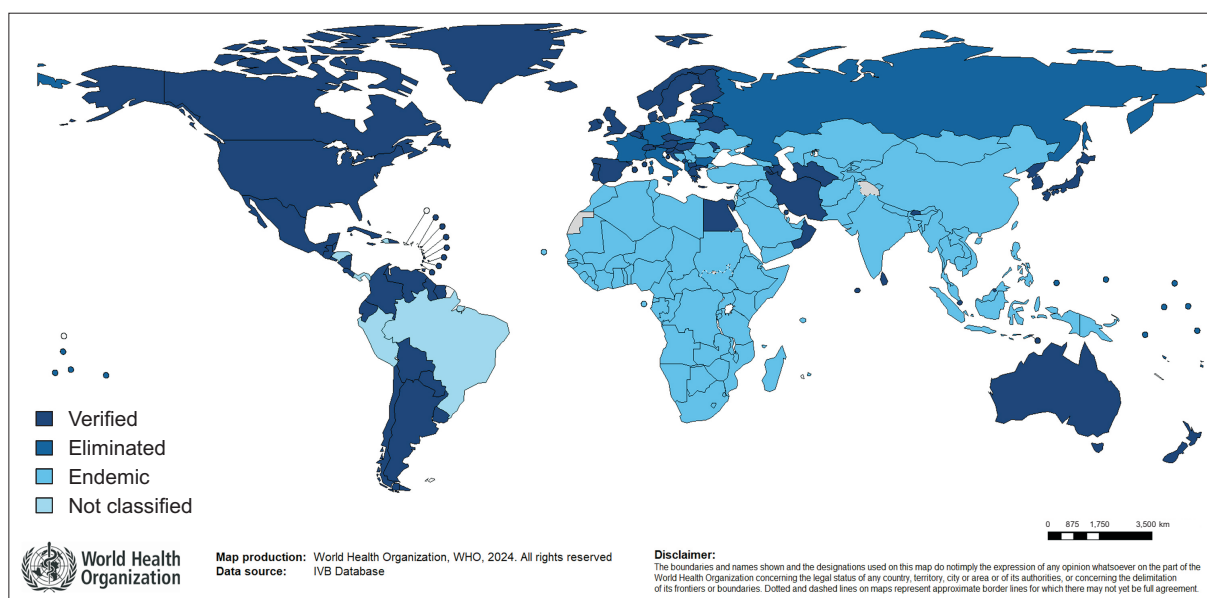 Verified
Eliminated
Endemic
Not classified
0 875 1,750 3,500 km
World Health
Organization
Map production: World Health Organization, WHO, 2024. All rights reserved
Data source: IVB Database
Disclaimer:
The boundaries and names shown and the designations used on this map do notimply the expression of any opinion whatsoever on the part of the
World Health Organization concerning the legal status of any country, territory, city or area or of its authorities, or concerning the delimitation
of its frontiers or boundaries. Dotted and dashed lines on maps represent approximate border lines for which there may not yet be full agreement.